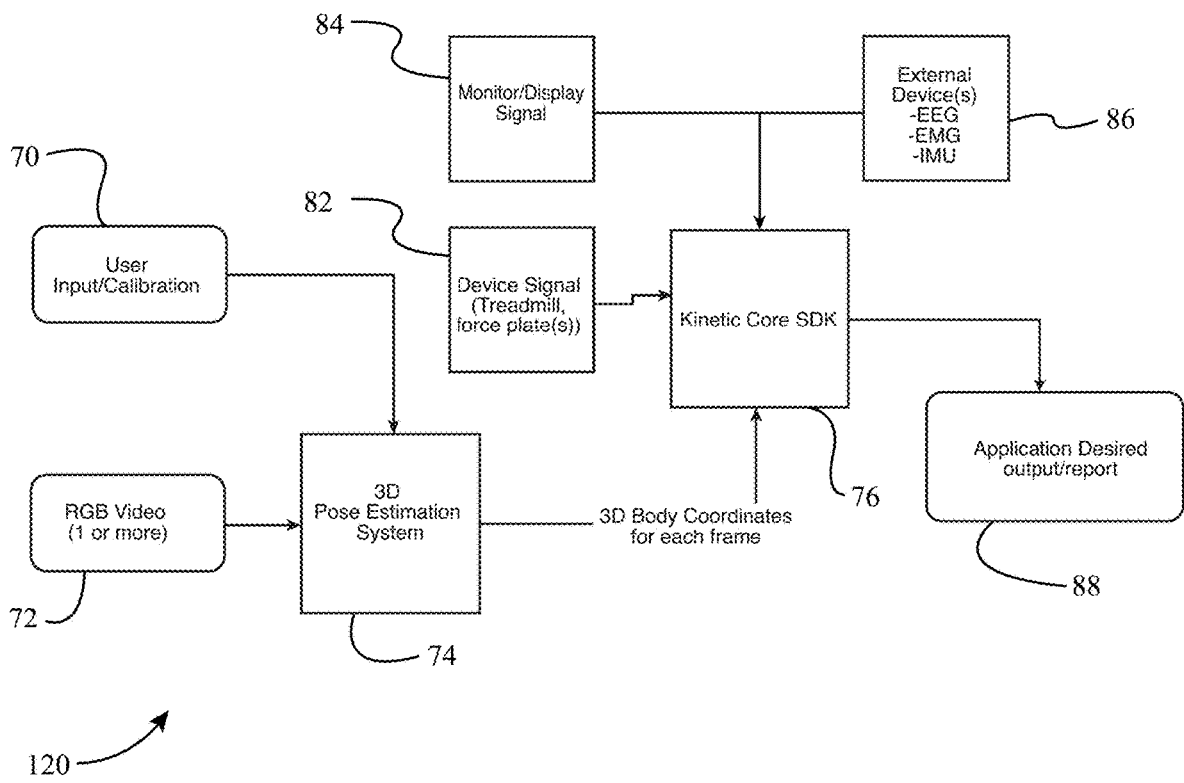 84
Monitor/Display
Signal
External
Device(s)
-EEG
-EMG
-IMU
86
70
User
Input/Calibration
82
Device Signal
(Treadmill,
force plate(s))
Kinetic Core SDK
76
Application Desired
output/report
88
RGB Video
(1 or more)
72
3D
Pose Estimation
System
74
3D Body Coordinates
for each frame
120